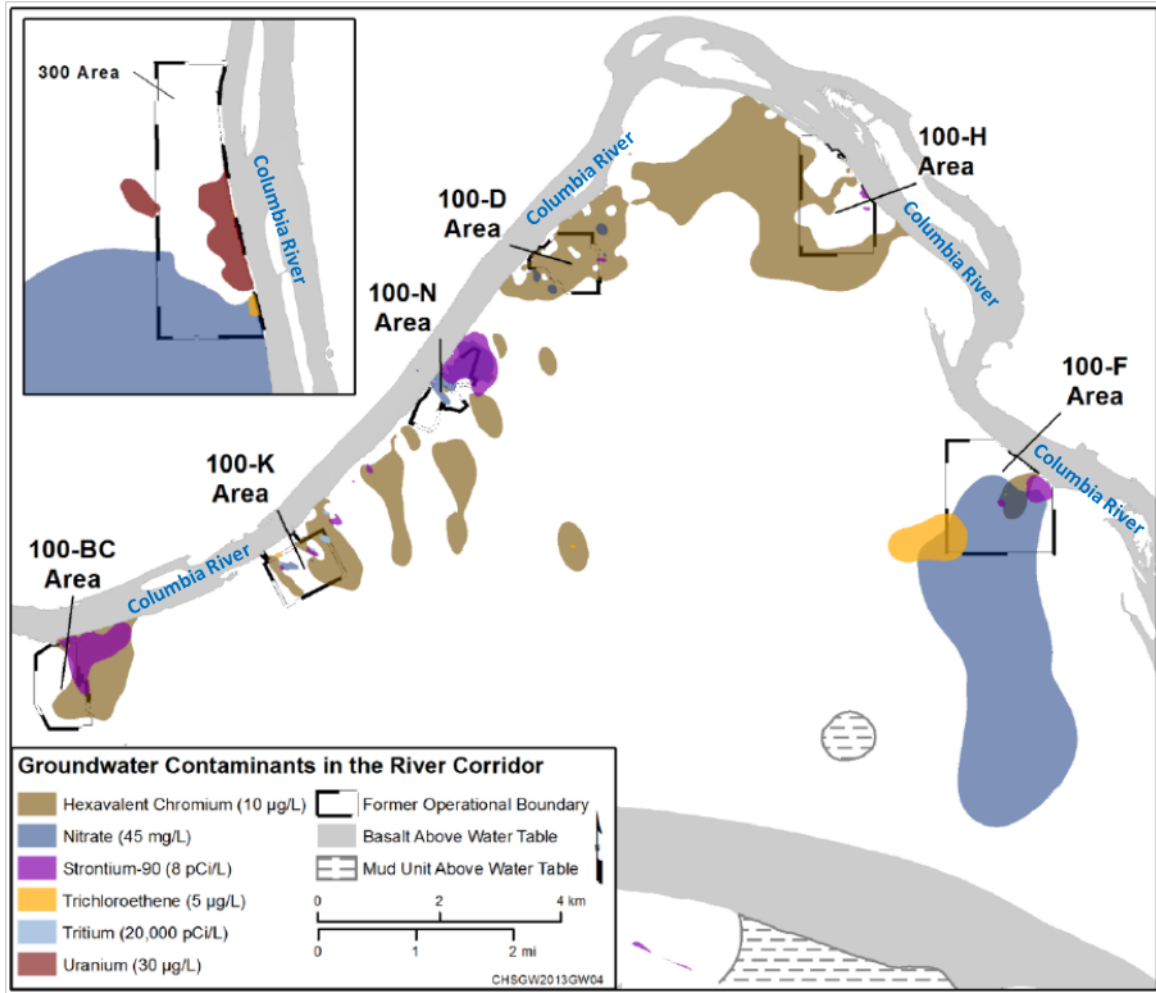 300 Area
Columbia River
100-H
Area
Columbia River
100-D
Area
Columbia River
100-N
Area
100-F
Area
Columbia River
100-K
Area
100-BC
Area
Columbia River
Groundwater Contaminants in the River Corridor
Hexavalent Chromium (10 µg/L)
Nitrate (45 mg/L)
Strontium-90 (8 pCi/L)
Trichloroethene (5 µg/L)
Tritium (20,000 pCi/L)
Uranium (30 µg/L)
Former Operational Boundary
Basalt Above Water Table
Mud Unit Above Water Table
0 2 4 km
0 1 2 mi
CHSGW2013GW04